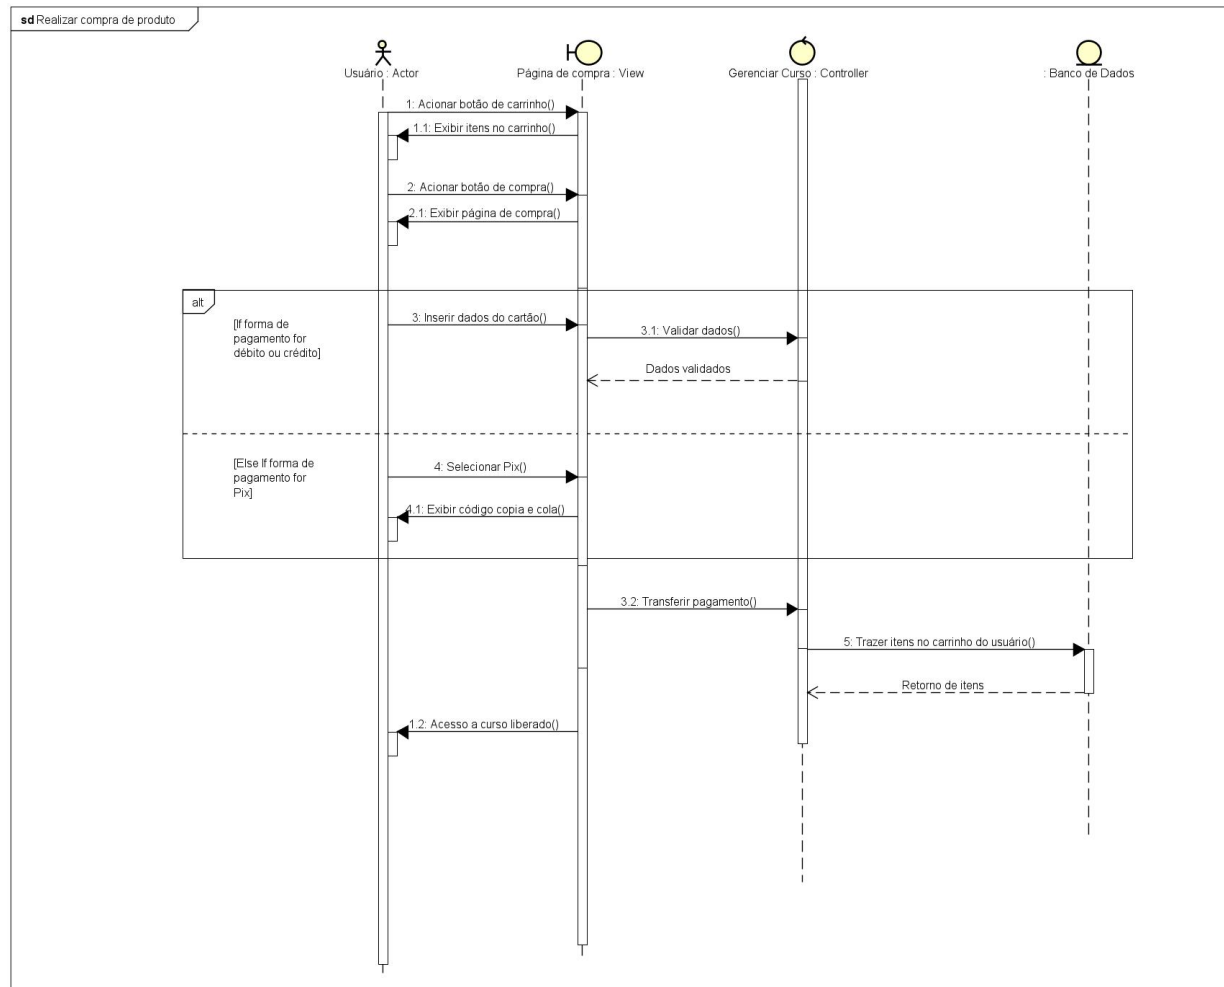 sd Realizar compra de produto
Usuário : Actor
Página de compra : View
Gerenciar Curso : Controller
: Banco de Dados
1: Acionar botão de carrinho()
1.1: Exibir itens no carrinho()
2: Acionar botão de compra()
2.1: Exibir página de compra()
alt
[If forma de
pagamento for
débito ou crédito]
3: Inserir dados do cartão()
3.1: Validar dados()
Dados validados
[Else If forma de
pagamento for
Pix]
4: Selecionar Pix()
4.1: Exibir código copia e cola()
3.2: Transferir pagamento()
5: Trazer itens no carrinho do usuário()
Retorno de itens
1.2: Acesso a curso liberado()